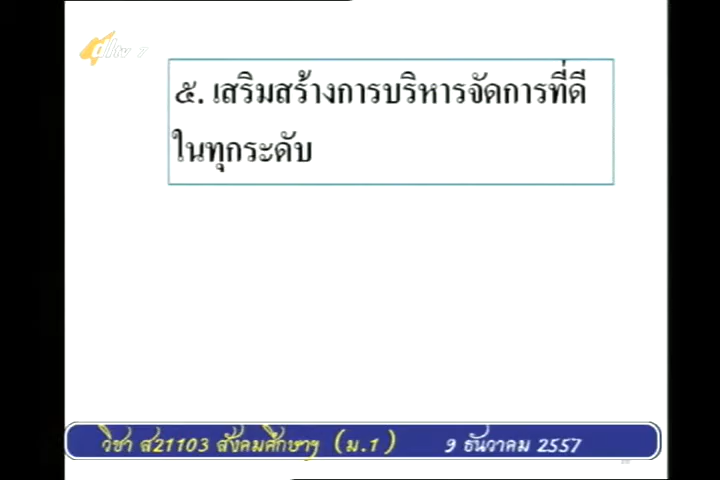 dltv 7
๕. เสริมสร้างการบริหารจัดการที่ดี
ในทุกระดับ
วิชา ส21103 สังคมศึกษาฯ (ม.1) 9 ธันวาคม 2557